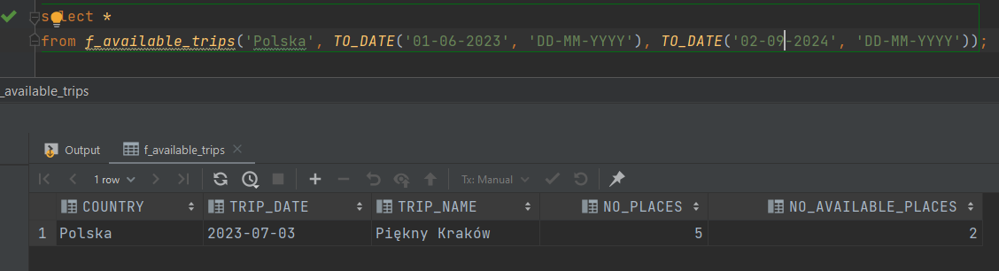 select *
from f_available_trips('Polska', TO_DATE('01-06-2023', 'DD-MM-YYYY'), TO_DATE('02-09-2024', 'DD-MM-YYYY'));
_available_trips
Output f_available_trips
1 row Tx: Manual
COUNTRY TRIP_DATE TRIP_NAME NO_PLACES NO_AVAILABLE_PLACES
1 Polska 2023-07-03 Piękny Kraków 5 2